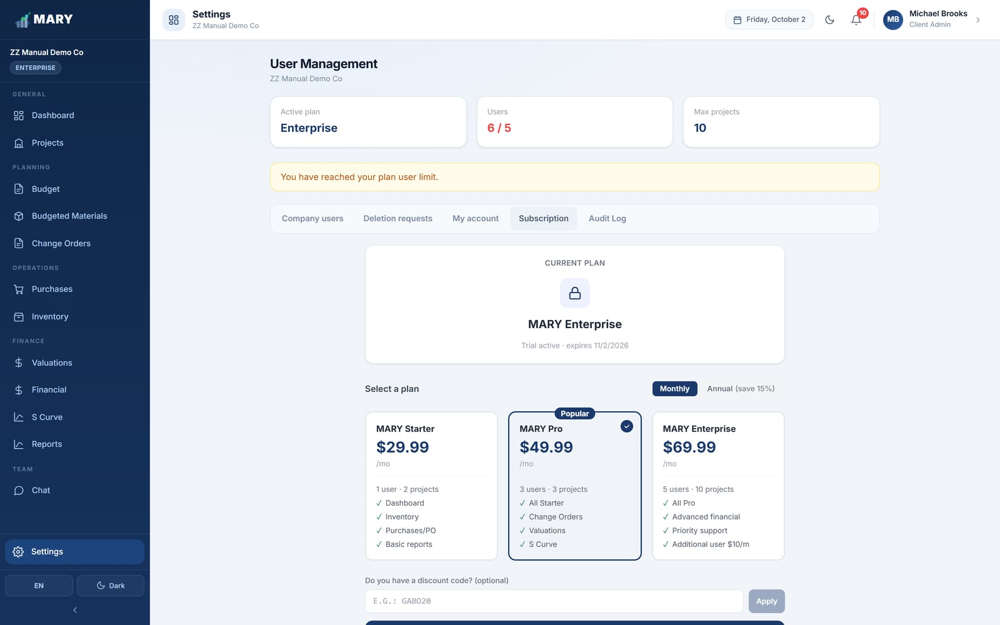 MARY
ZZ Manual Demo Co
ENTERPRISE
GENERAL
Dashboard
Projects
PLANNING
Budget
Budgeted Materials
Change Orders
OPERATIONS
Purchases
Inventory
FINANCE
Valuations
Financial
S Curve
Reports
TEAM
Chat
Settings
EN
Dark
Settings
ZZ Manual Demo Co
Friday, October 2
10
MB
Michael Brooks
Client Admin
User Management
ZZ Manual Demo Co
Active plan
Enterprise
Users
6 / 5
Max projects
10
You have reached your plan user limit.
Company users
Deletion requests
My account
Subscription
Audit Log
CURRENT PLAN
MARY Enterprise
Trial active · expires 11/2/2026
Select a plan
Monthly
Annual (save 15%)
MARY Starter
$29.99
/mo
1 user · 2 projects
✓ Dashboard
✓ Inventory
✓ Purchases/PO
✓ Basic reports
Popular
MARY Pro
$49.99
/mo
3 users · 3 projects
✓ All Starter
✓ Change Orders
✓ Valuations
✓ S Curve
MARY Enterprise
$69.99
/mo
5 users · 10 projects
✓ All Pro
✓ Advanced financial
✓ Priority support
✓ Additional user $10/m
Do you have a discount code? (optional)
E.G.: GABO20
Apply